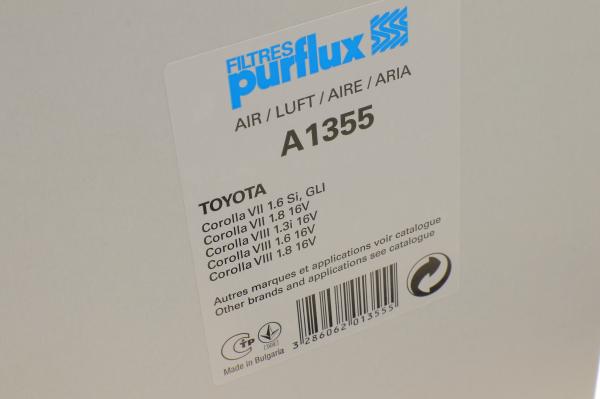 FILTRES
purflux
AIR / LUFT / AIRE / ARIA
A1355
TOYOTA
Corolla VII 1.6 Si, GLI
Corolla VII 1.8 16V
Corolla VIII 1.3i 16V
Corolla VIII 1.6 16V
Corolla VIII 1.8 16V
Autres marques et applications voir catalogue
Other brands and applications see catalogue
3 286062 013555
Made in Bulgaria